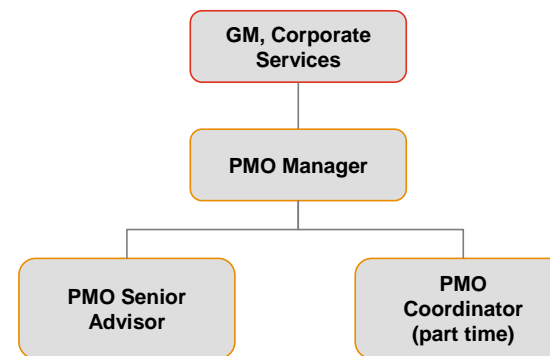 GM, Corporate
Services
PMO Manager
PMO Senior
Advisor
PMO
Coordinator
(part time)